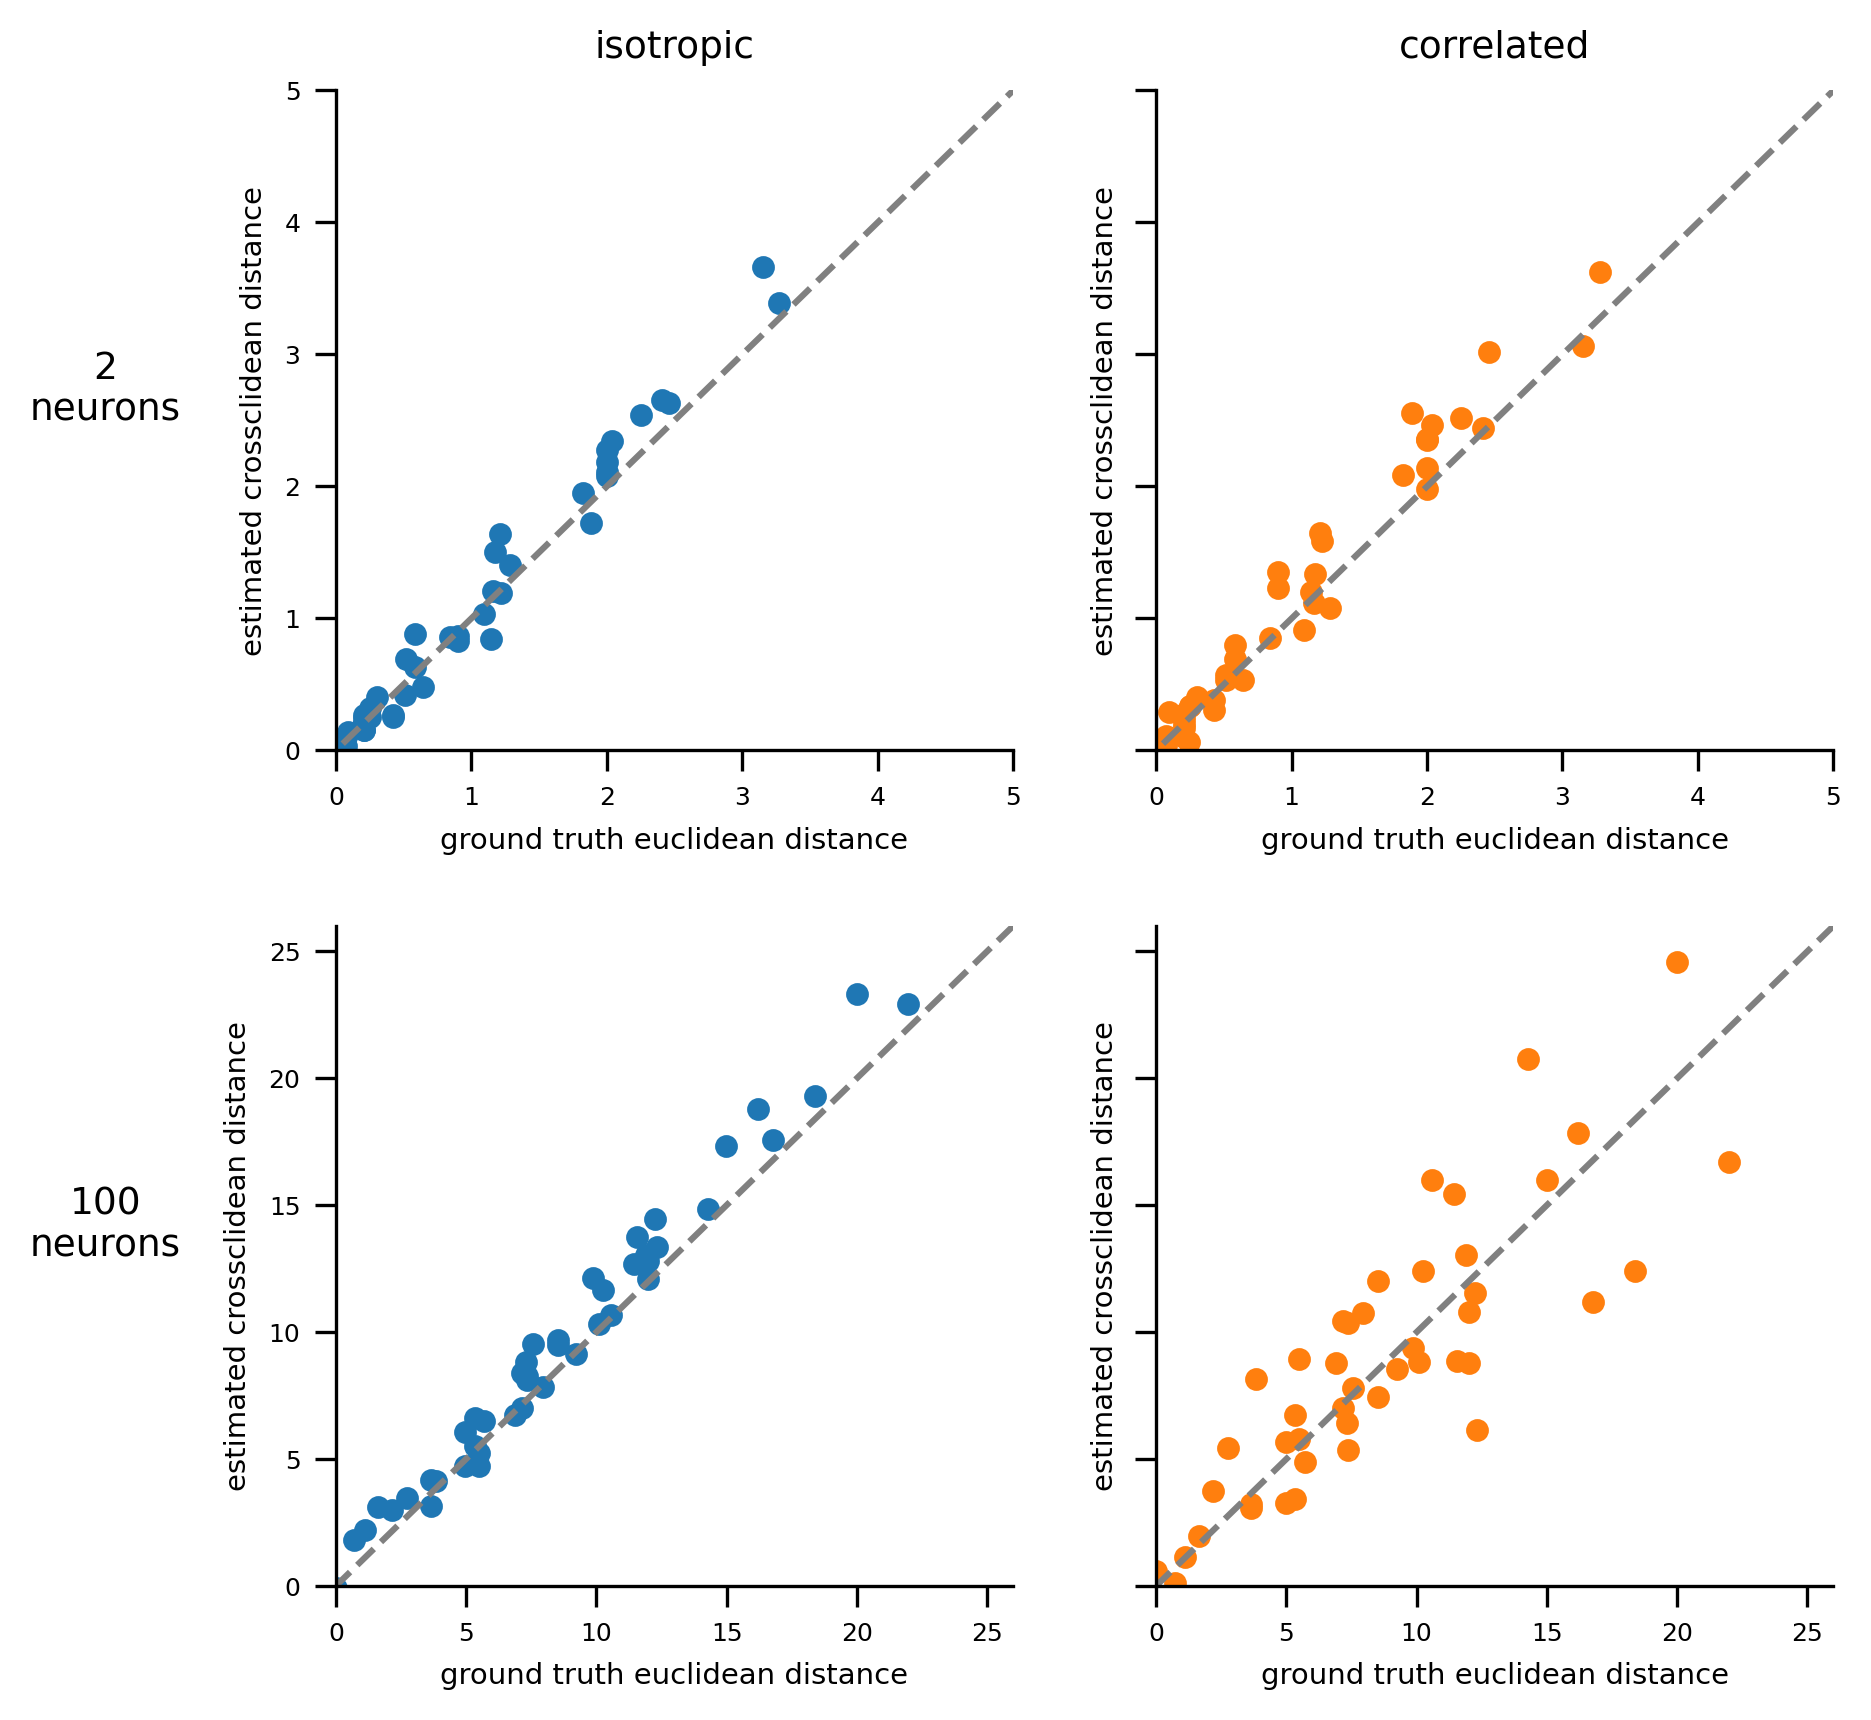 isotropic
correlated
2
neurons
estimated crossclidean distance
5
4
3
2
1
0
0 1 2 3 4 5
ground truth euclidean distance
estimated crossclidean distance
0 1 2 3 4 5
ground truth euclidean distance
100
neurons
estimated crossclidean distance
25
20
15
10
5
0
0 5 10 15 20 25
ground truth euclidean distance
estimated crossclidean distance
0 5 10 15 20 25
ground truth euclidean distance